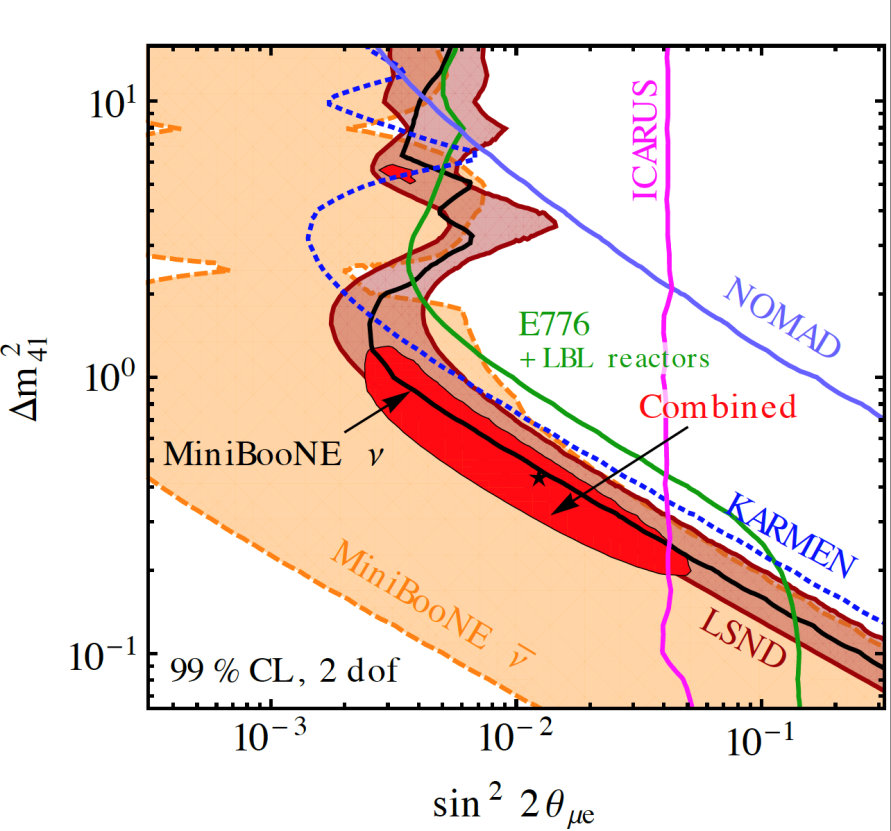 10¹
10⁰
10⁻¹
Δm²₄₁
ICARUS
NOMAD
E776
+ LBL reactors
Combined
MiniBooNE ν
KARMEN
MiniBooNE ν̅
LSND
99 % CL, 2 dof
10⁻³
10⁻²
10⁻¹
sin² 2θμe